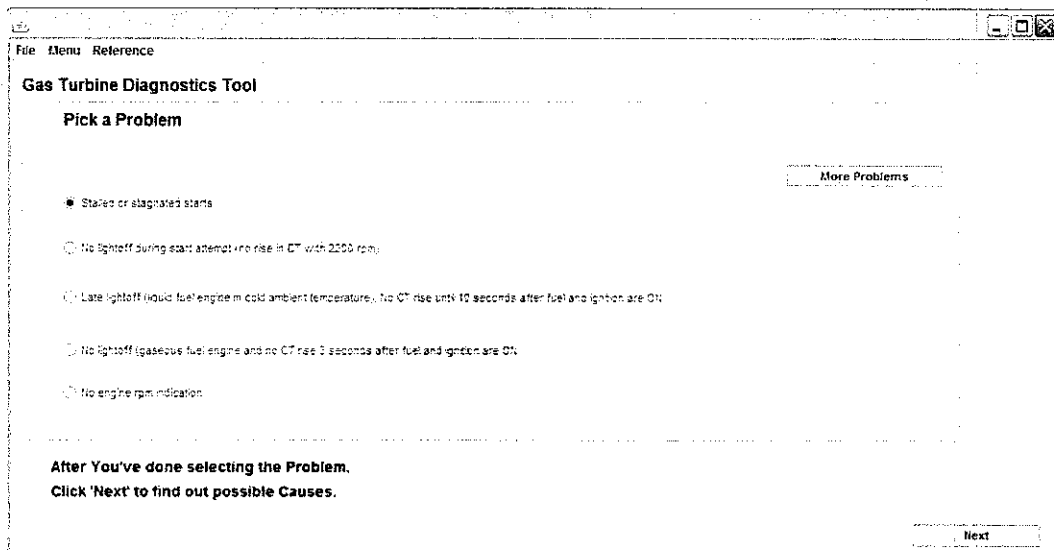 File Menu Reference
Gas Turbine Diagnostics Tool
Pick a Problem
More Problems
Stalled or stagnated starts
No lightoff during start attempt (no rise in CT with 2200 rpm)
Late lightoff (liquid fuel engine in cold ambient temperature). No CT rise until 10 seconds after fuel and ignition are ON
No lightoff (gaseous fuel engine and no CT rise 3 seconds after fuel and ignition are ON
No engine rpm indication
After You've done selecting the Problem,
Click 'Next' to find out possible Causes.
Next